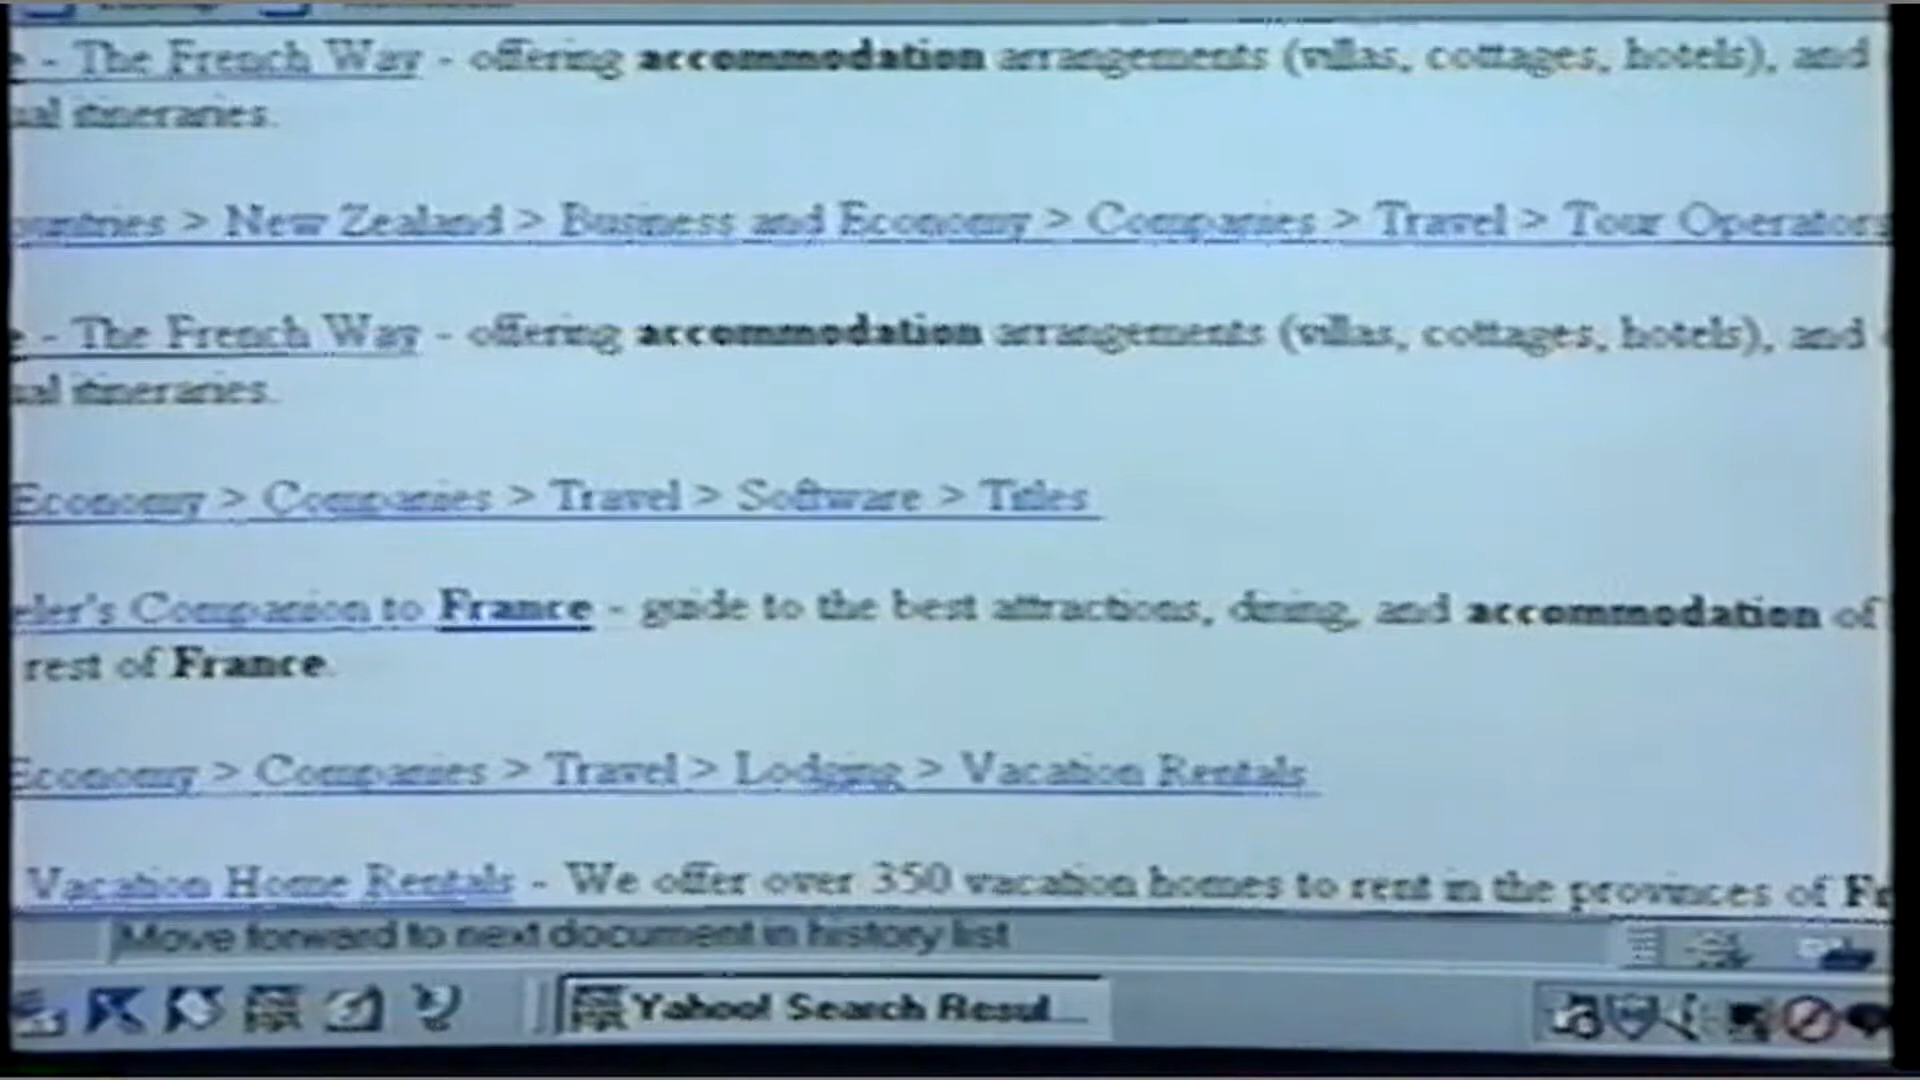 - The French Way - offering accommodation arrangements (villas, cottages, hotels), and
itineraries.
> New Zealand > Business and Economy > Companies > Travel > Tour Operators
- The French Way - offering accommodation arrangements (villas, cottages, hotels), and
itineraries.
Economy > Companies > Travel > Software > Titles
eler's Companion to France - guide to the best attractions, dining, and accommodation of
rest of France.
Economy > Companies > Travel > Lodging > Vacation Rentals
Vacation Home Rentals - We offer over 350 vacation homes to rent in the provinces of Fr
Move forward to next document in history list
Yahoo! Search Resul...